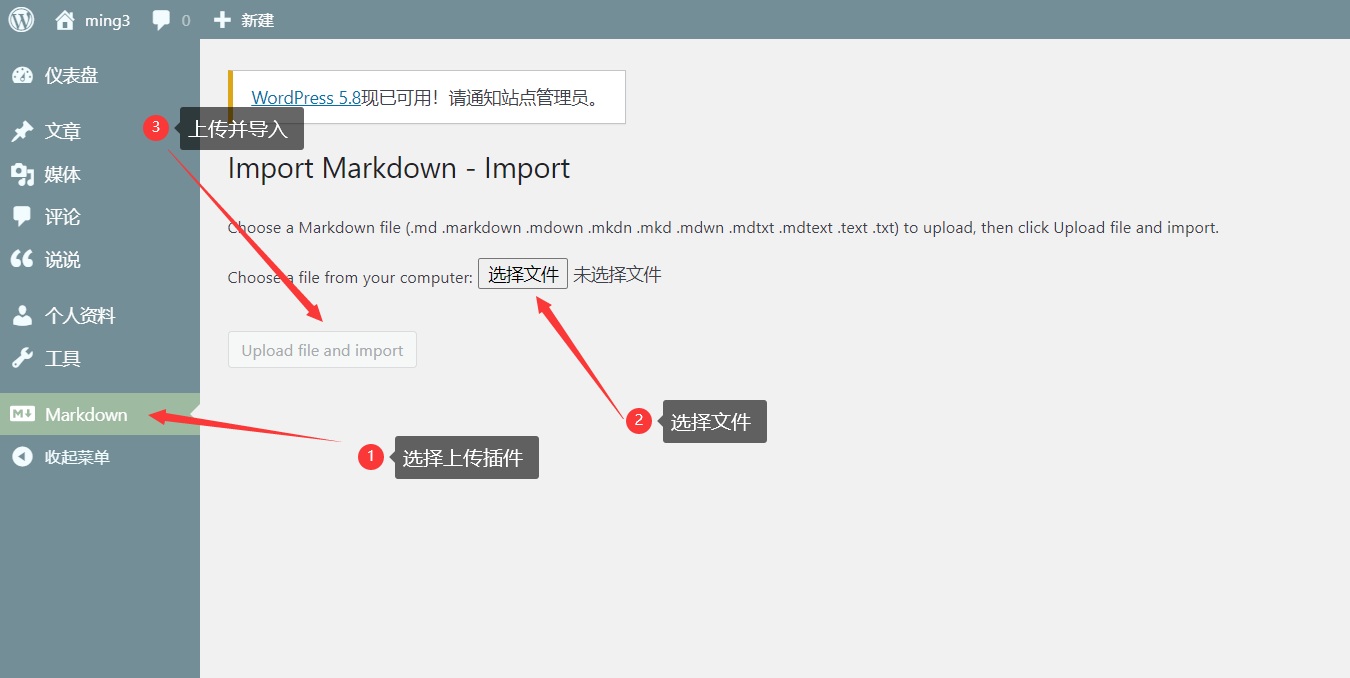 ming3 0 新建
仪表盘
文章
媒体
评论
说说
个人资料
工具
Markdown
收起菜单
WordPress 5.8现已可用！请通知站点管理员。
3 上传并导入
Import Markdown - Import
Choose a Markdown file (.md .markdown .mdown .mkdn .mkd .mdwn .mdtxt .mdtext .text .txt) to upload, then click Upload file and import.
Choose a file from your computer: 选择文件 未选择文件
Upload file and import
2 选择文件
1 选择上传插件